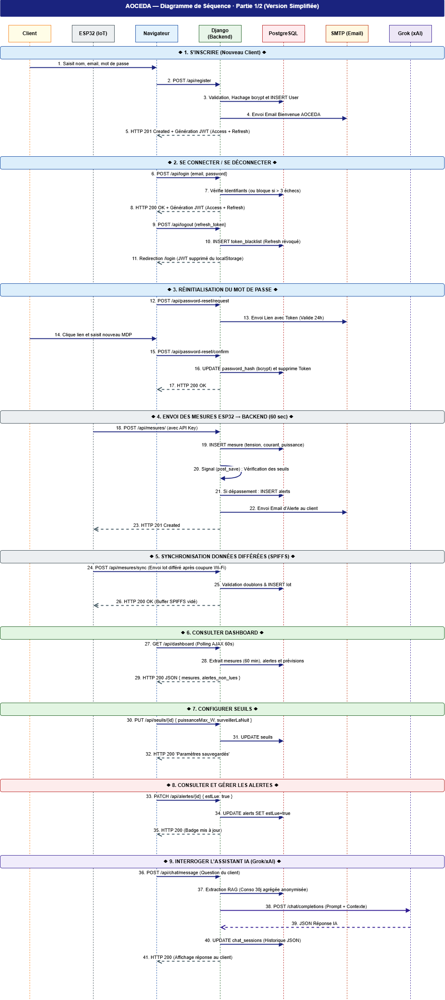 AOCEDA — Diagramme de Séquence · Partie 1/2 (Version Simplifiée)
Client
ESP32 (IoT)
Navigateur
Django
(Backend)
PostgreSQL
SMTP (Email)
Grok (xAI)
◆ 1. S’INSCRIRE (Nouveau Client) ◆
1. Saisit nom, email, mot de passe
2. POST /api/register
3. Validation, Hachage bcrypt et INSERT User
4. Envoi Email Bienvenue AOCEDA
5. HTTP 201 Created + Génération JWT (Access + Refresh)
◆ 2. SE CONNECTER / SE DÉCONNECTER ◆
6. POST /api/login {email, password}
7. Vérifie Identifiants (ou bloque si > 3 échecs)
8. HTTP 200 OK + Génération JWT (Access + Refresh)
9. POST /api/logout {refresh_token}
10. INSERT token_blacklist (Refresh révoqué)
11. Redirection /login (JWT supprimé du localStorage)
◆ 3. RÉINITIALISATION DU MOT DE PASSE ◆
12. POST /api/password-reset/request
13. Envoi Lien avec Token (Valide 24h)
14. Clique lien et saisit nouveau MDP
15. POST /api/password-reset/confirm
16. UPDATE password_hash (bcrypt) et supprime Token
17. HTTP 200 OK
◆ 4. ENVOI DES MESURES ESP32 → BACKEND (60 sec) ◆
18. POST /api/mesures/ (avec API Key)
19. INSERT mesure (tension, courant, puissance)
20. Signal (post_save) : Vérification des seuils
21. Si dépassement : INSERT alerts
22. Envoi Email d'Alerte au client
23. HTTP 201 Created
◆ 5. SYNCHRONISATION DONNÉES DIFFÉRÉES (SPIFFS) ◆
24. POST /api/mesures/sync (Envoi lot différé après coupure Wi-Fi)
25. Validation doublons & INSERT lot
26. HTTP 200 OK (Buffer SPIFFS vidé)
◆ 6. CONSULTER DASHBOARD ◆
27. GET /api/dashboard (Polling AJAX 60s)
28. Extrait mesures (60 min), alertes et prévisions
29. HTTP 200 JSON { mesures, alertes_non_lues }
◆ 7. CONFIGURER SEUILS ◆
30. PUT /api/seuils/{id} { puissanceMax_W, surveillerLaNuit }
31. UPDATE seuils
32. HTTP 200 'Paramètres sauvegardés'
◆ 8. CONSULTER ET GÉRER LES ALERTES ◆
33. PATCH /api/alertes/{id} { estLue: true }
34. UPDATE alerts SET estLue=true
35. HTTP 200 (Badge mis à jour)
◆ 9. INTERROGER L’ASSISTANT IA (Grok/xAI) ◆
36. POST /api/chat/message (Question du client)
37. Extraction RAG (Conso 30j agrégée anonymisée)
38. POST /chat/completions (Prompt + Contexte)
39. JSON Réponse IA
40. UPDATE chat_sessions (Historique JSON)
41. HTTP 200 (Affichage réponse au client)